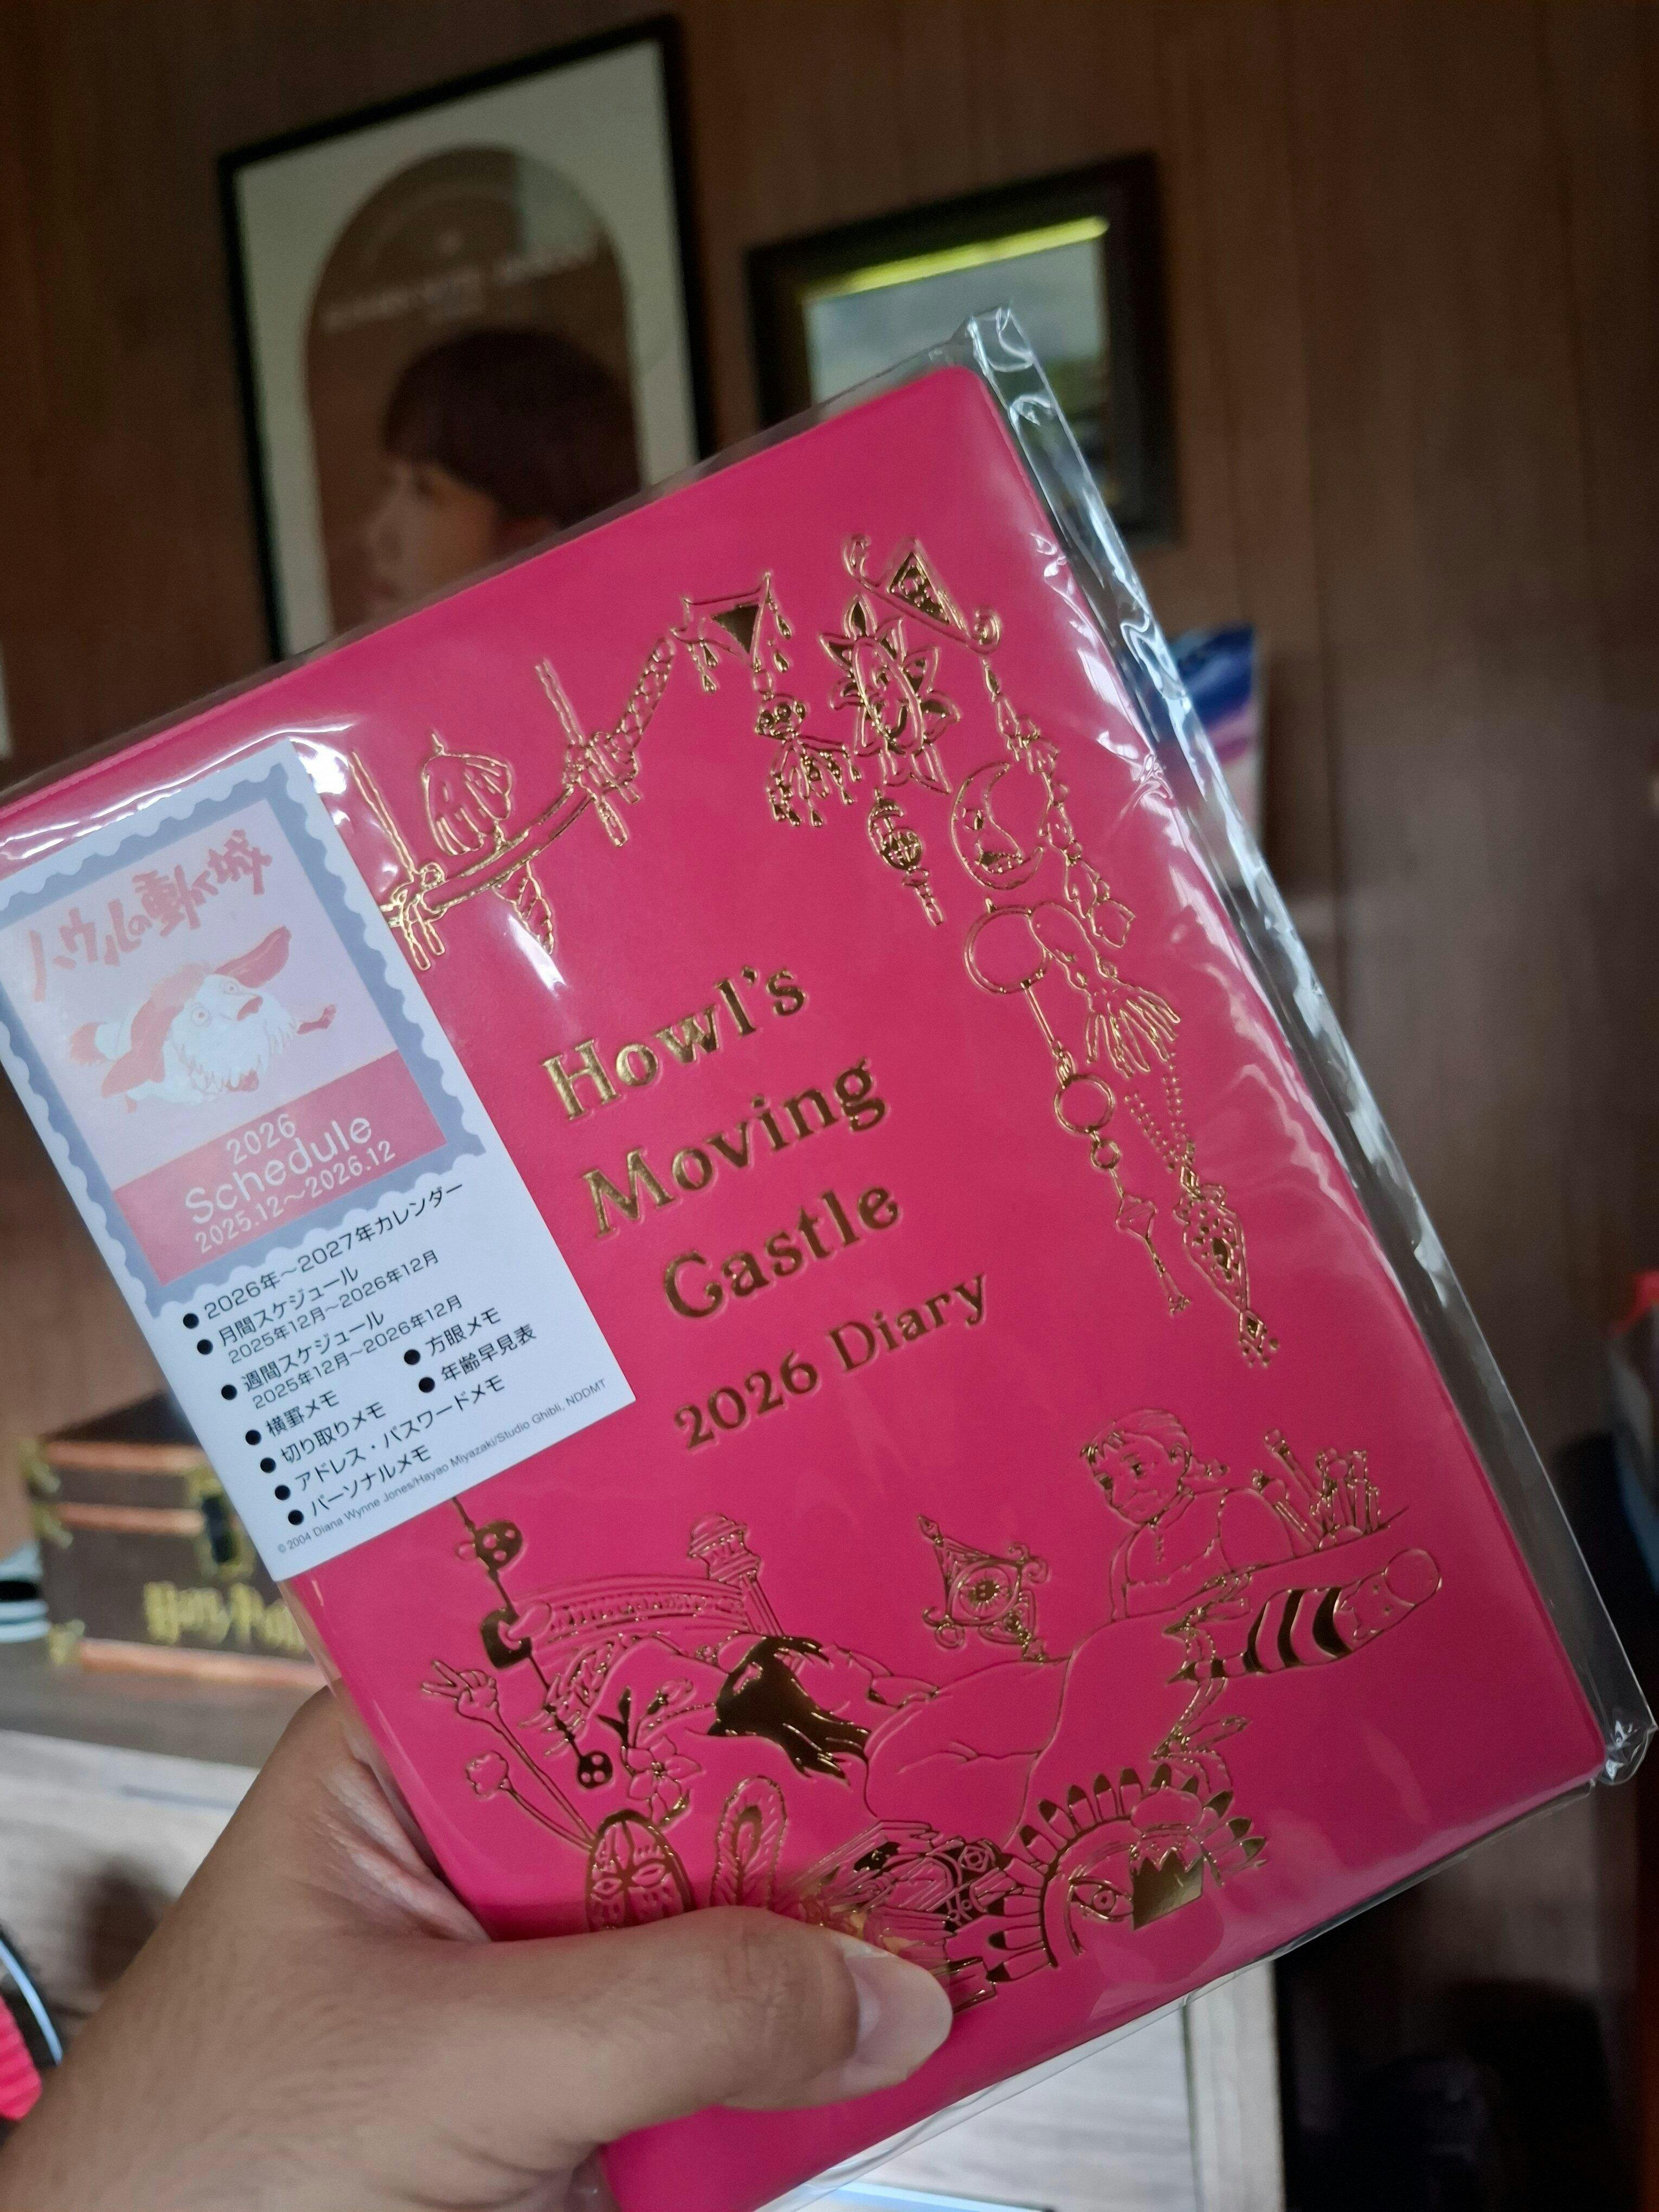 ハウルの動く城
2026
Schedule
2025.12〜2026.12
● 2026年〜2027年カレンダー
● 月間スケジュール
2025年12月〜2026年12月
● 週間スケジュール
2025年12月〜2026年12月
● 横罫メモ ● 方眼メモ
● 切り取りメモ ● 年齢早見表
● アドレス・パスワードメモ
● パーソナルメモ
© 2004 Diana Wynne Jones/Hayao Miyazaki/Studio Ghibli, NDDMT
Howl's
Moving
Castle
2026 Diary
Harry Pott